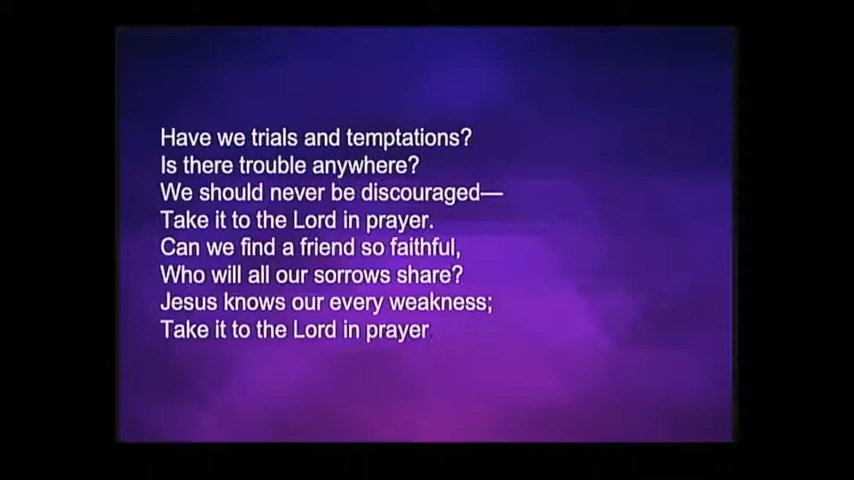 Have we trials and temptations?
Is there trouble anywhere?
We should never be discouraged—
Take it to the Lord in prayer.
Can we find a friend so faithful,
Who will all our sorrows share?
Jesus knows our every weakness;
Take it to the Lord in prayer.